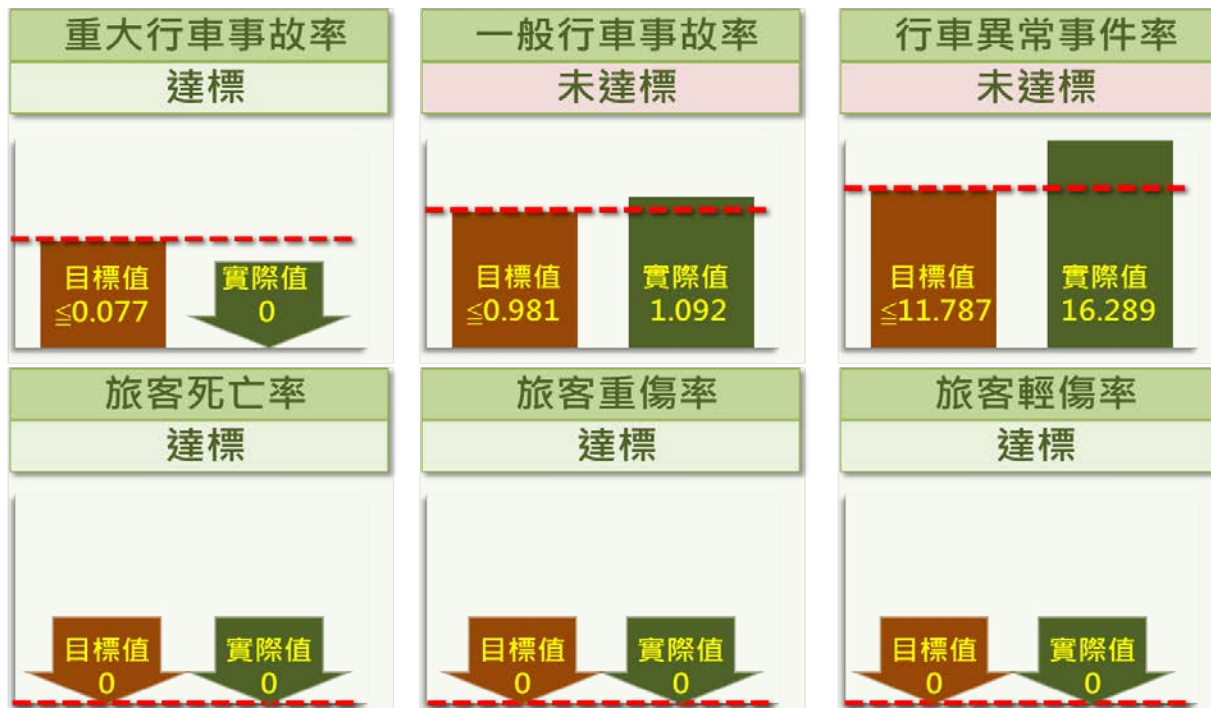 重大行車事故率
達標
目標值
≦0.077
實際值
0
一般行車事故率
未達標
目標值
≦0.981
實際值
1.092
行車異常事件率
未達標
目標值
≦11.787
實際值
16.289
旅客死亡率
達標
目標值
0
實際值
0
旅客重傷率
達標
目標值
0
實際值
0
旅客輕傷率
達標
目標值
0
實際值
0